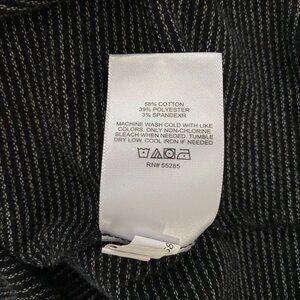 58% COTTON
39% POLYESTER
3% SPANDEXR
MACHINE WASH COLD WITH LIKE
COLORS. ONLY NON-CHLORINE
BLEACH WHEN NEEDED. TUMBLE
DRY LOW, COOL IRON IF NEEDED
RN# 55285